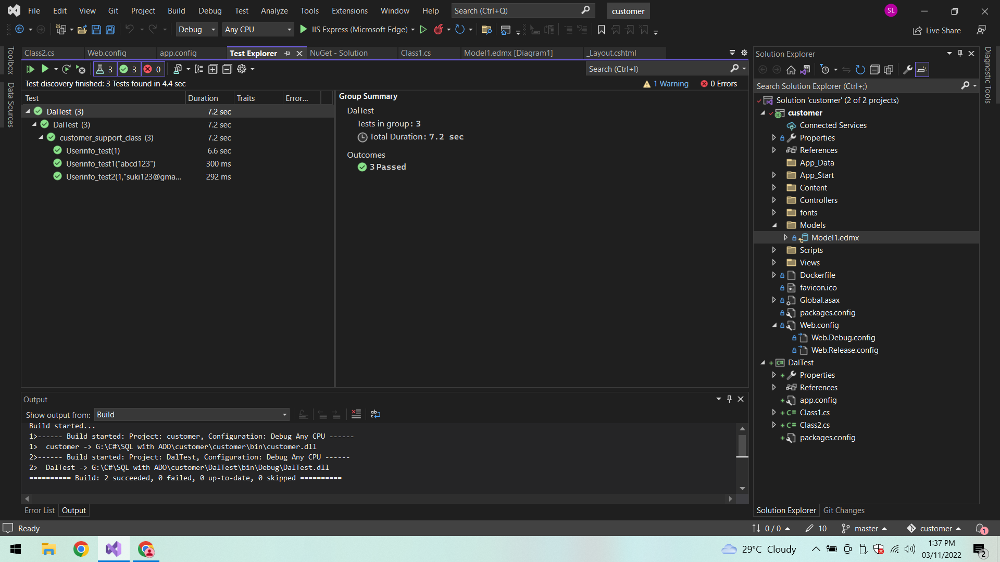 File Edit View Git Project Build Debug Test Analyze Tools Extensions Window Help Search (Ctrl+Q) customer SL
Debug Any CPU IIS Express (Microsoft Edge) Live Share
Toolbox
Data Sources
Class2.cs Web.config app.config Test Explorer NuGet - Solution Class1.cs Model1.edmx [Diagram1] _Layout.cshtml
3 3 0 Search (Ctrl+I)
Test discovery finished: 3 Tests found in 4.4 sec 1 Warning 0 Errors
Test Duration Traits Error...
DalTest (3) 7.2 sec
DalTest (3) 7.2 sec
customer_support_class (3) 7.2 sec
Userinfo_test(1) 6.6 sec
Userinfo_test1("abcd123") 300 ms
Userinfo_test2(1,"suki123@gma... 292 ms
Group Summary
DalTest
Tests in group: 3
Total Duration: 7.2 sec
Outcomes
3 Passed
Output
Show output from: Build
Build started...
1>------ Build started: Project: customer, Configuration: Debug Any CPU ------
1> customer -> G:\C#\SQL with ADO\customer\customer\bin\customer.dll
2>------ Build started: Project: DalTest, Configuration: Debug Any CPU ------
2> DalTest -> G:\C#\SQL with ADO\customer\DalTest\bin\Debug\DalTest.dll
========== Build: 2 succeeded, 0 failed, 0 up-to-date, 0 skipped ==========
Error List Output
Solution Explorer
Search Solution Explorer (Ctrl+;)
Solution 'customer' (2 of 2 projects)
customer
Connected Services
Properties
References
App_Data
App_Start
Content
Controllers
fonts
Models
Model1.edmx
Scripts
Views
Dockerfile
favicon.ico
Global.asax
packages.config
Web.config
Web.Debug.config
Web.Release.config
DalTest
Properties
References
app.config
Class1.cs
Class2.cs
packages.config
Solution Explorer Git Changes
Diagnostic Tools
Ready 0 / 0 10 master customer 1
29°C Cloudy 1:37 PM
03/11/2022 2